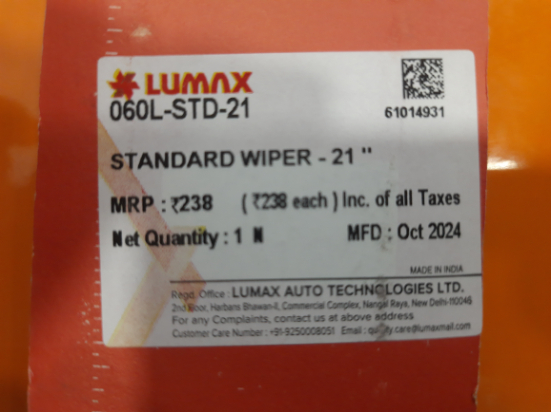 LUMAX
060L-STD-21
61014931
STANDARD WIPER - 21 "
MRP : ₹238 ( ₹238 each ) Inc. of all Taxes
Net Quantity : 1 N MFD : Oct 2024
MADE IN INDIA
Regd. Office : LUMAX AUTO TECHNOLOGIES LTD.
2nd Floor, Harbans Bhawan-II, Commercial Complex, Nangal Raya, New Delhi-110046
For any Complaints, contact us at above address
Customer Care Number : +91-9250008051 Email : quality.care@lumaxmail.com